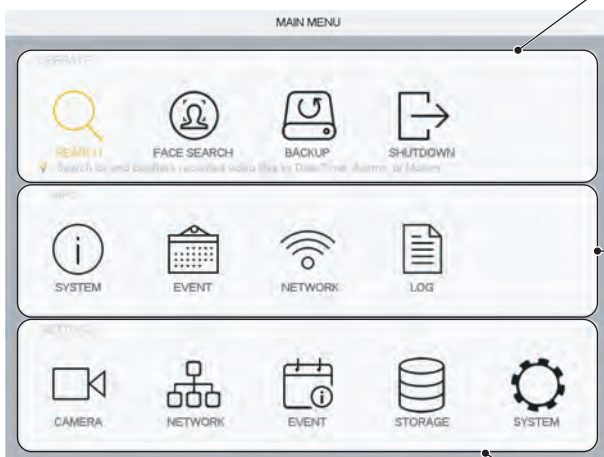 MAIN MENU
OPERATE
SEARCH FACE SEARCH BACKUP SHUTDOWN
Search for and playback recorded video files by Date/Time, Alarms, or Motion
INFO
SYSTEM EVENT NETWORK LOG
SETTING
CAMERA NETWORK EVENT STORAGE SYSTEM